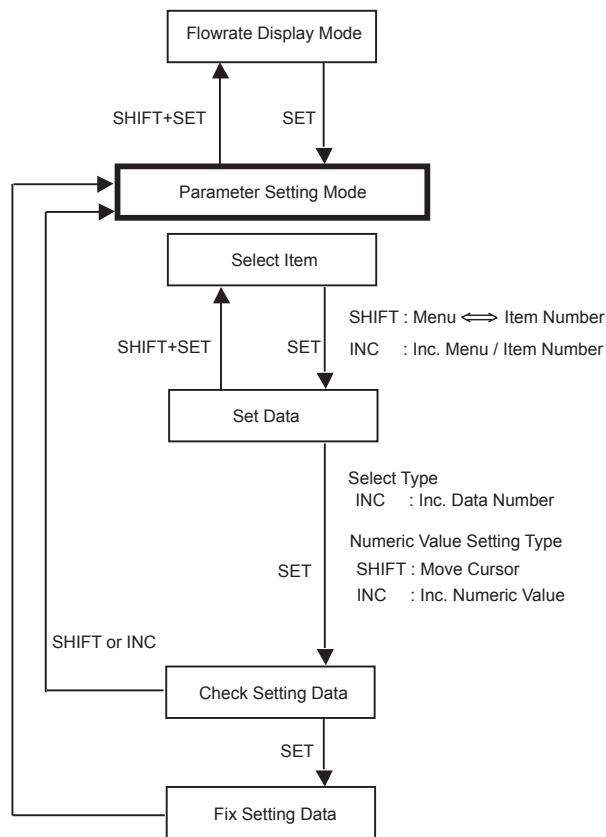 Flowrate Display Mode
SHIFT+SET
SET
Parameter Setting Mode
Select Item
SHIFT : Menu ⇔ Item Number
SHIFT+SET
SET
INC : Inc. Menu / Item Number
Set Data
Select Type
INC : Inc. Data Number
Numeric Value Setting Type
SET
SHIFT : Move Cursor
INC : Inc. Numeric Value
SHIFT or INC
Check Setting Data
SET
Fix Setting Data